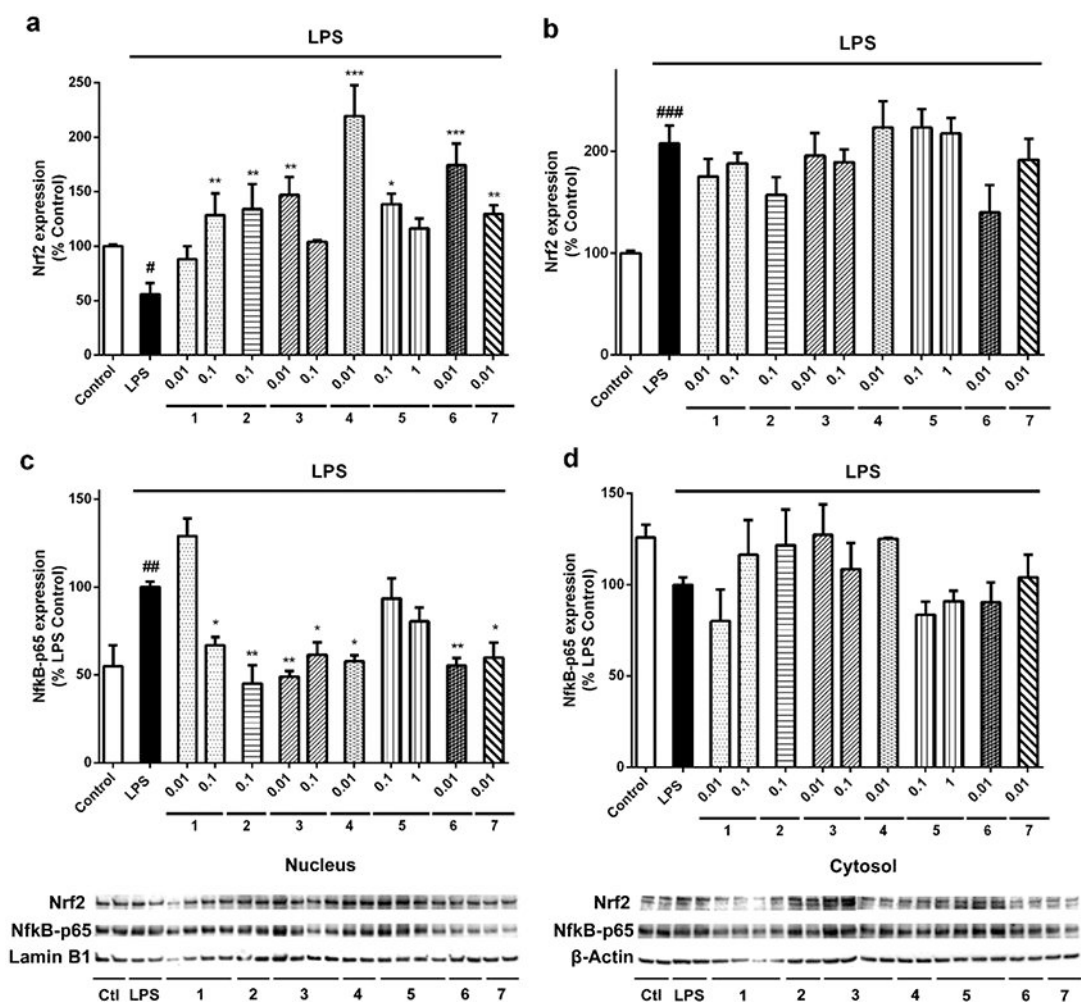 a
LPS
Nrf2 expression
(% Control)
250
200
150
100
50
0
#
**
**
**
***
*
***
**
Control
LPS
0.01
0.1
0.1
0.01
0.1
0.01
0.1
1
0.01
0.01
1 2 3 4 5 6 7
b
LPS
Nrf2 expression
(% Control)
200
100
0
###
Control
LPS
0.01
0.1
0.1
0.01
0.1
0.01
0.1
1
0.01
0.01
1 2 3 4 5 6 7
c
LPS
NfkB-p65 expression
(% LPS Control)
150
100
50
0
##
*
**
**
*
*
**
*
Control
LPS
0.01
0.1
0.1
0.01
0.1
0.01
0.1
1
0.01
0.01
1 2 3 4 5 6 7
d
LPS
NfkB-p65 expression
(% LPS Control)
150
100
50
0
Control
LPS
0.01
0.1
0.1
0.01
0.1
0.01
0.1
1
0.01
0.01
1 2 3 4 5 6 7
Nucleus
Nrf2
NfkB-p65
Lamin B1
Ctl LPS 1 2 3 4 5 6 7
Cytosol
Nrf2
NfkB-p65
β-Actin
Ctl LPS 1 2 3 4 5 6 7